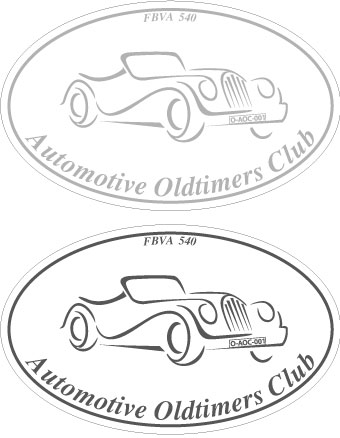 FBVA 540
O-AOC-001
Automotive Oldtimers Club
FBVA 540
O-AOC-001
Automotive Oldtimers Club